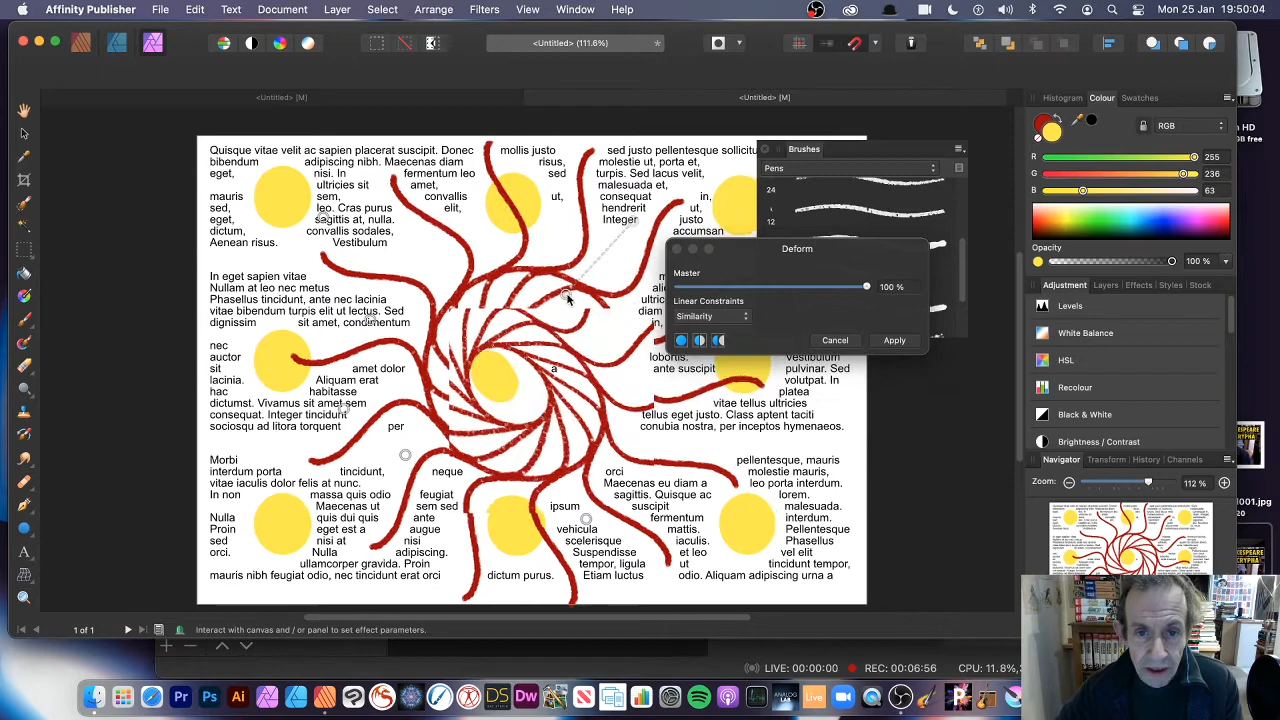 Affinity Publisher File Edit Text Document Layer Select Arrange Filters View Window Help
Mon 25 Jan 19:50:04
<Untitled> (111.6%)
*
<Untitled> [M]
<Untitled> [M]
Quisque vitae velit ac sapien placerat suscipit. Donec mollis justo sed justo pellentesque sollicitu
bibendum adipiscing nibh. Maecenas diam risus, molestie ut, porta et,
eget, nisi. In fermentum leo sed turpis. Sed lacus velit,
ultricies sit amet, malesuada et,
mauris sem, convallis ut, consequat in,
sed, leo. Cras purus elit, hendrerit ut,
eget, sagittis at, nulla. Integer justo
dictum, convallis sodales, accumsan
Aenean risus. Vestibulum
In eget sapien vitae
Nullam at leo nec metus
Phasellus tincidunt, ante nec lacinia ultric
vitae bibendum turpis elit ut lectus. Sed diam
dignissim sit amet, condimentum in,
nec lobortis. Vestibulum
auctor ante suscipit pulvinar. Sed
sit amet dolor a
lacinia. Aliquam erat volutpat. In
hac habitasse platea
dictumst. Vivamus sit amet sem vitae tellus ultricies
consequat. Integer tincidunt tellus eget justo. Class aptent taciti
sociosqu ad litora torquent per conubia nostra, per inceptos hymenaeos.
Morbi pellentesque, mauris
interdum porta tincidunt, neque orci molestie mauris,
vitae iaculis dolor felis at nunc. Maecenas eu diam a leo porta interdum.
In non massa quis odio feugiat sagittis. Quisque ac lorem.
Maecenas ut sem sed ipsum suscipit malesuada.
Nulla quis dui quis ante fermentum interdum.
Proin eget est a augue vehicula mattis. Pellentesque
sed nisi at nisi scelerisque iaculis. Phasellus
orci. Nulla adipiscing. Suspendisse et leo vel elit
ullamcorper gravida. Proin tempor, ligula ut tincidunt tempor,
mauris nibh feugiat odio, nec tincidunt erat orci dictum purus. Etiam luctus odio. Aliquam adipiscing urna a
Brushes
Pens
24
12
Deform
Master
100 %
Linear Constraints
Similarity
Cancel Apply
Histogram Colour Swatches
RGB
R 255
G 236
B 63
Opacity
100 %
Adjustment Layers Effects Styles Stock
Levels
White Balance
HSL
Recolour
Black & White
Brightness / Contrast
Navigator Transform History Channels
Zoom: 112 %
1 of 1
Interact with canvas and / or panel to set effect parameters.
LIVE: 00:00:00 REC: 00:06:56 CPU: 11.8%,